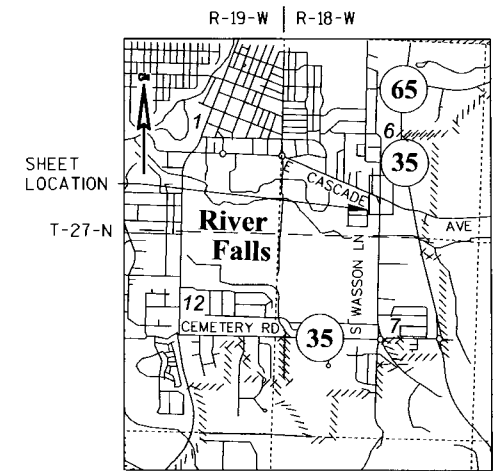 R-19-W R-18-W
65
1
6
35
E CASCADE AVE
SHEET
LOCATION
T-27-N
River
Falls
S WASSON LN
12
CEMETERY RD
35
7